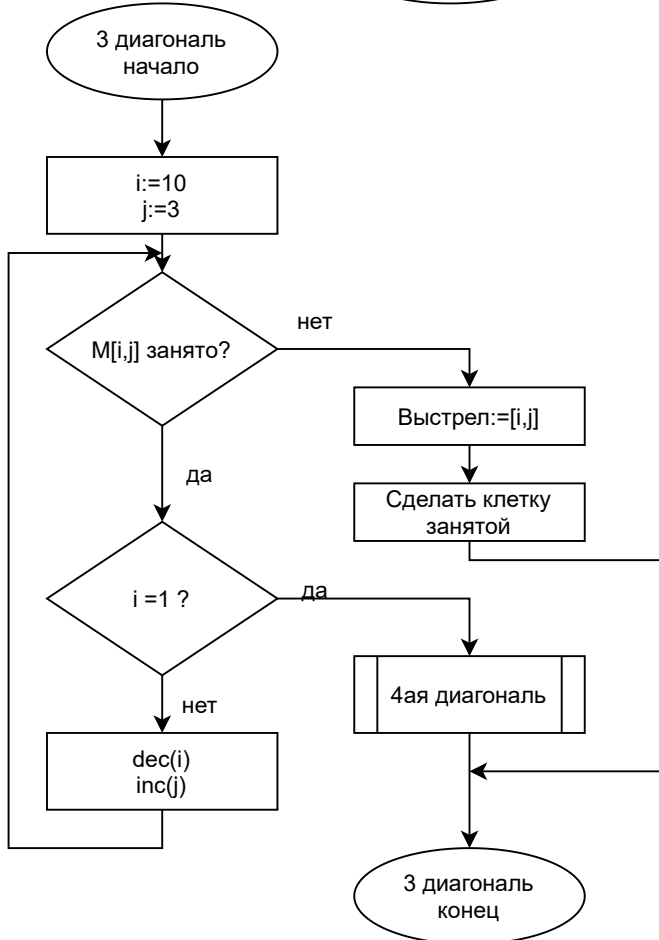 3 диагональ
начало
i:=10
j:=3
M[i,j] занято?
нет
Выстрел:=[i,j]
да
Сделать клетку
занятой
i =1 ?
да
4ая диагональ
нет
dec(i)
inc(j)
3 диагональ
конец